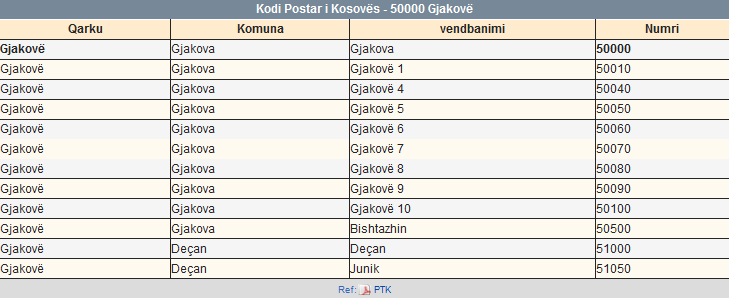 Kodi Postar i Kosovës - 50000 Gjakovë
Qarku Komuna vendbanimi Numri
Gjakovë Gjakova Gjakova 50000
Gjakovë Gjakova Gjakovë 1 50010
Gjakovë Gjakova Gjakovë 4 50040
Gjakovë Gjakova Gjakovë 5 50050
Gjakovë Gjakova Gjakovë 6 50060
Gjakovë Gjakova Gjakovë 7 50070
Gjakovë Gjakova Gjakovë 8 50080
Gjakovë Gjakova Gjakovë 9 50090
Gjakovë Gjakova Gjakovë 10 50100
Gjakovë Gjakova Bishtazhin 50500
Gjakovë Deçan Deçan 51000
Gjakovë Deçan Junik 51050
Ref: PTK